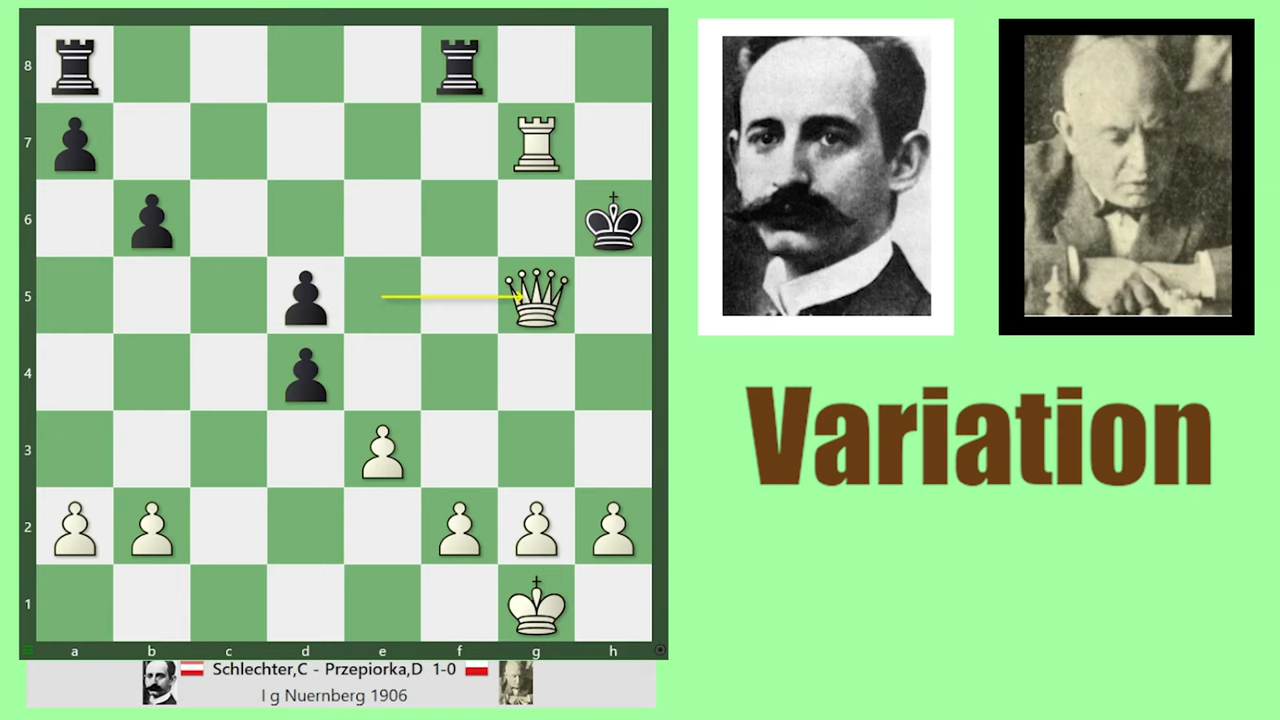 8
7
6
5
4
3
2
1
a b c d e f g h
Schlechter,C - Przepiorka,D 1-0
I g Nuernberg 1906
Variation